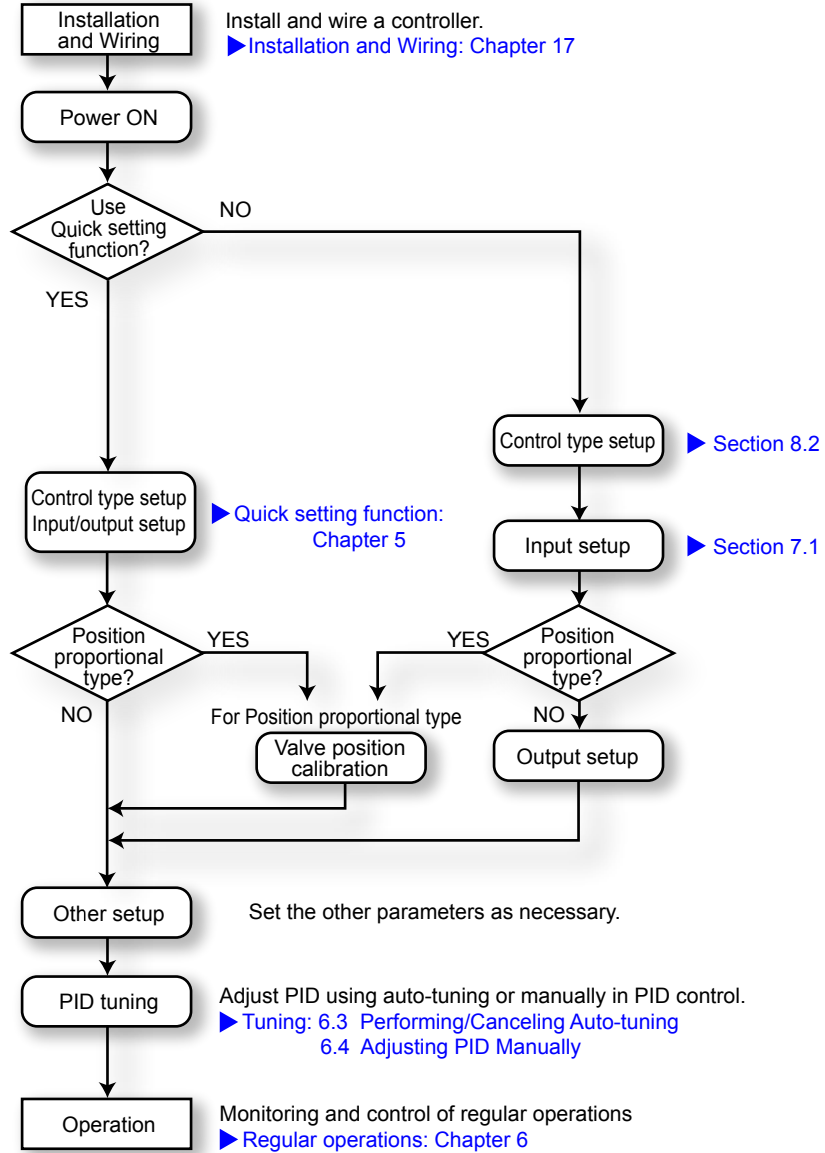 Installation
and Wiring
Install and wire a controller.
▶Installation and Wiring: Chapter 17
Power ON
Use
Quick setting
function?
NO
YES
Control type setup
▶ Section 8.2
Control type setup
Input/output setup
▶Quick setting function:
Chapter 5
Input setup
▶ Section 7.1
Position
proportional
type?
YES
YES
Position
proportional
type?
NO
For Position proportional type
NO
Valve position
calibration
Output setup
Other setup
Set the other parameters as necessary.
PID tuning
Adjust PID using auto-tuning or manually in PID control.
▶Tuning: 6.3 Performing/Canceling Auto-tuning
6.4 Adjusting PID Manually
Operation
Monitoring and control of regular operations
▶Regular operations: Chapter 6